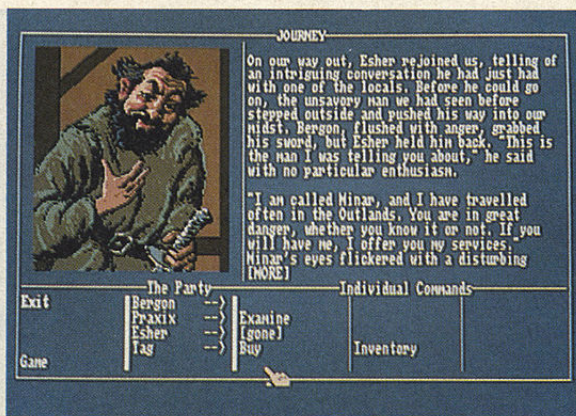 JOURNEY
On our way out, Esher rejoined us, telling of
an intriguing conversation he had just had
with one of the locals. Before he could go
on, the unsavory man we had seen before
stepped outside and pushed his way into our
midst. Bergon, flushed with anger, grabbed
his sword, but Esher held him back. "This is
the man I was telling you about," he said
with no particular enthusiasm.
"I am called Minar, and I have travelled
often in the Outlands. You are in great
danger, whether you know it or not. If you
will have me, I offer you my services."
Minar's eyes flickered with a disturbing
[MORE]
The Party Individual Commands
Exit Bergon -->
Praxix --> Examine
Esher --> [gone]
Tag --> Buy Inventory
Game